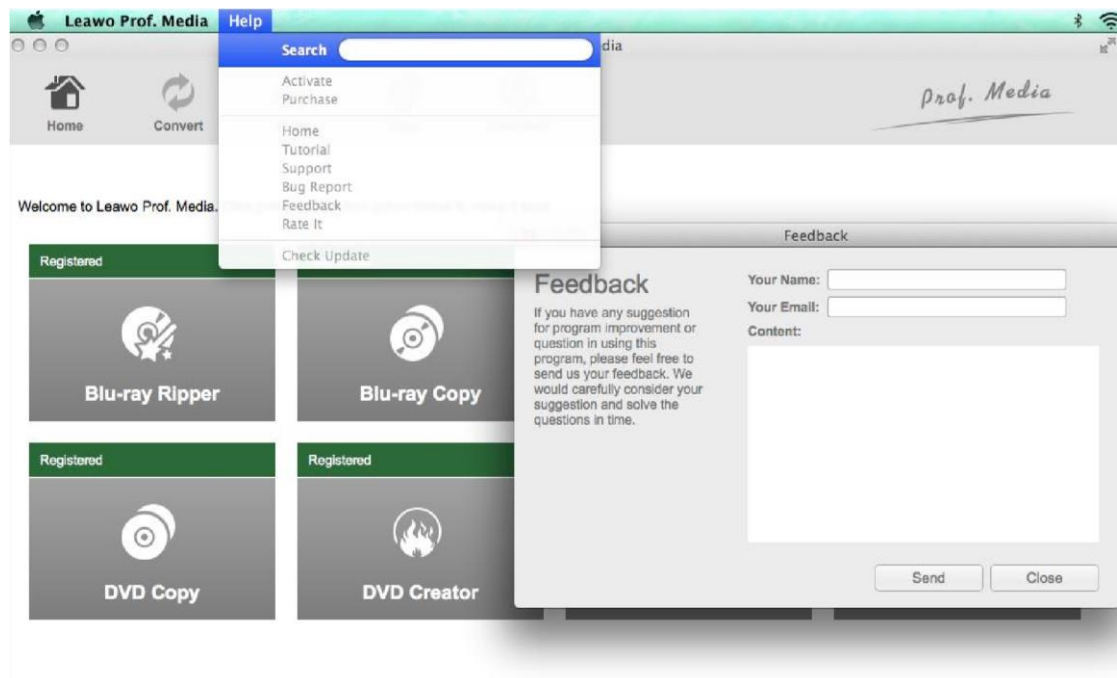 Leawo Prof. Media Help
Search
dia
Activate
Purchase
Home
Tutorial
Support
Bug Report
Feedback
Rate It
Check Update
Home
Convert
Prof. Media
Welcome to Leawo Prof. Media.
Registered
Blu-ray Ripper
Blu-ray Copy
Registered
DVD Copy
Registered
DVD Creator
Feedback
Feedback
If you have any suggestion
for program improvement or
question in using this
program, please feel free to
send us your feedback. We
would carefully consider your
suggestion and solve the
questions in time.
Your Name:
Your Email:
Content:
Send
Close